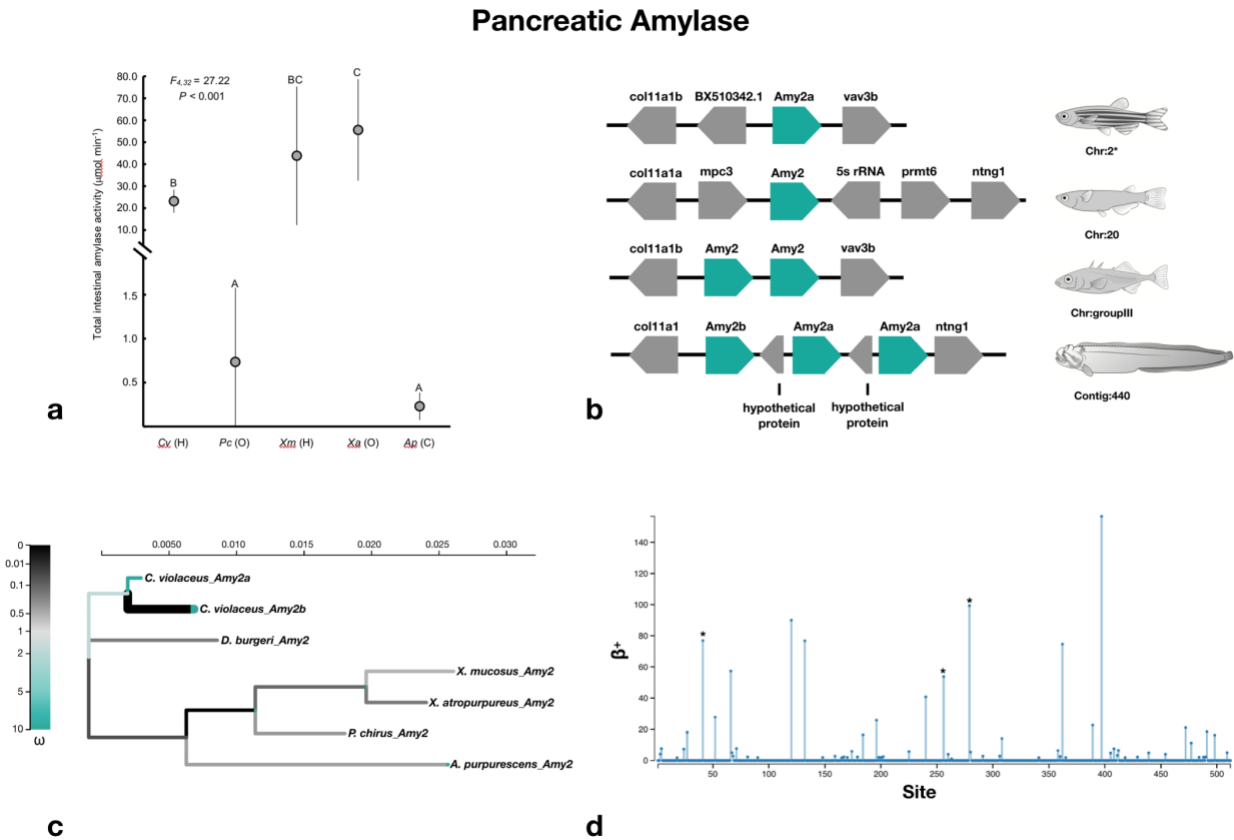 Pancreatic Amylase
Total intestinal amylase activity (µmol min⁻¹)
80.0
70.0
60.0
50.0
40.0
30.0
20.0
10.0
1.5
1.0
0.5
F4,32 = 27.22
P < 0.001
B
A
BC
C
A
Cv (H) Pc (O) Xm (H) Xa (O) Ap (C)
a
col11a1b BX510342.1 Amy2a vav3b
Chr:2*
col11a1a mpc3 Amy2 5s rRNA prmt6 ntng1
Chr:20
col11a1b Amy2 Amy2 vav3b
Chr:groupIII
col11a1 Amy2b Amy2a Amy2a ntng1
Contig:440
hypothetical
protein
hypothetical
protein
b
0
0.01
0.1
0.5
1
2
5
10
ω
0.0050 0.010 0.015 0.020 0.025 0.030
C. violaceus_Amy2a
C. violaceus_Amy2b
D. burgeri_Amy2
X. mucosus_Amy2
X. atropurpureus_Amy2
P. chirus_Amy2
A. purpurescens_Amy2
c
β+
140
120
100
80
60
40
20
0
*
*
*
50 100 150 200 250 300 350 400 450 500
Site
d